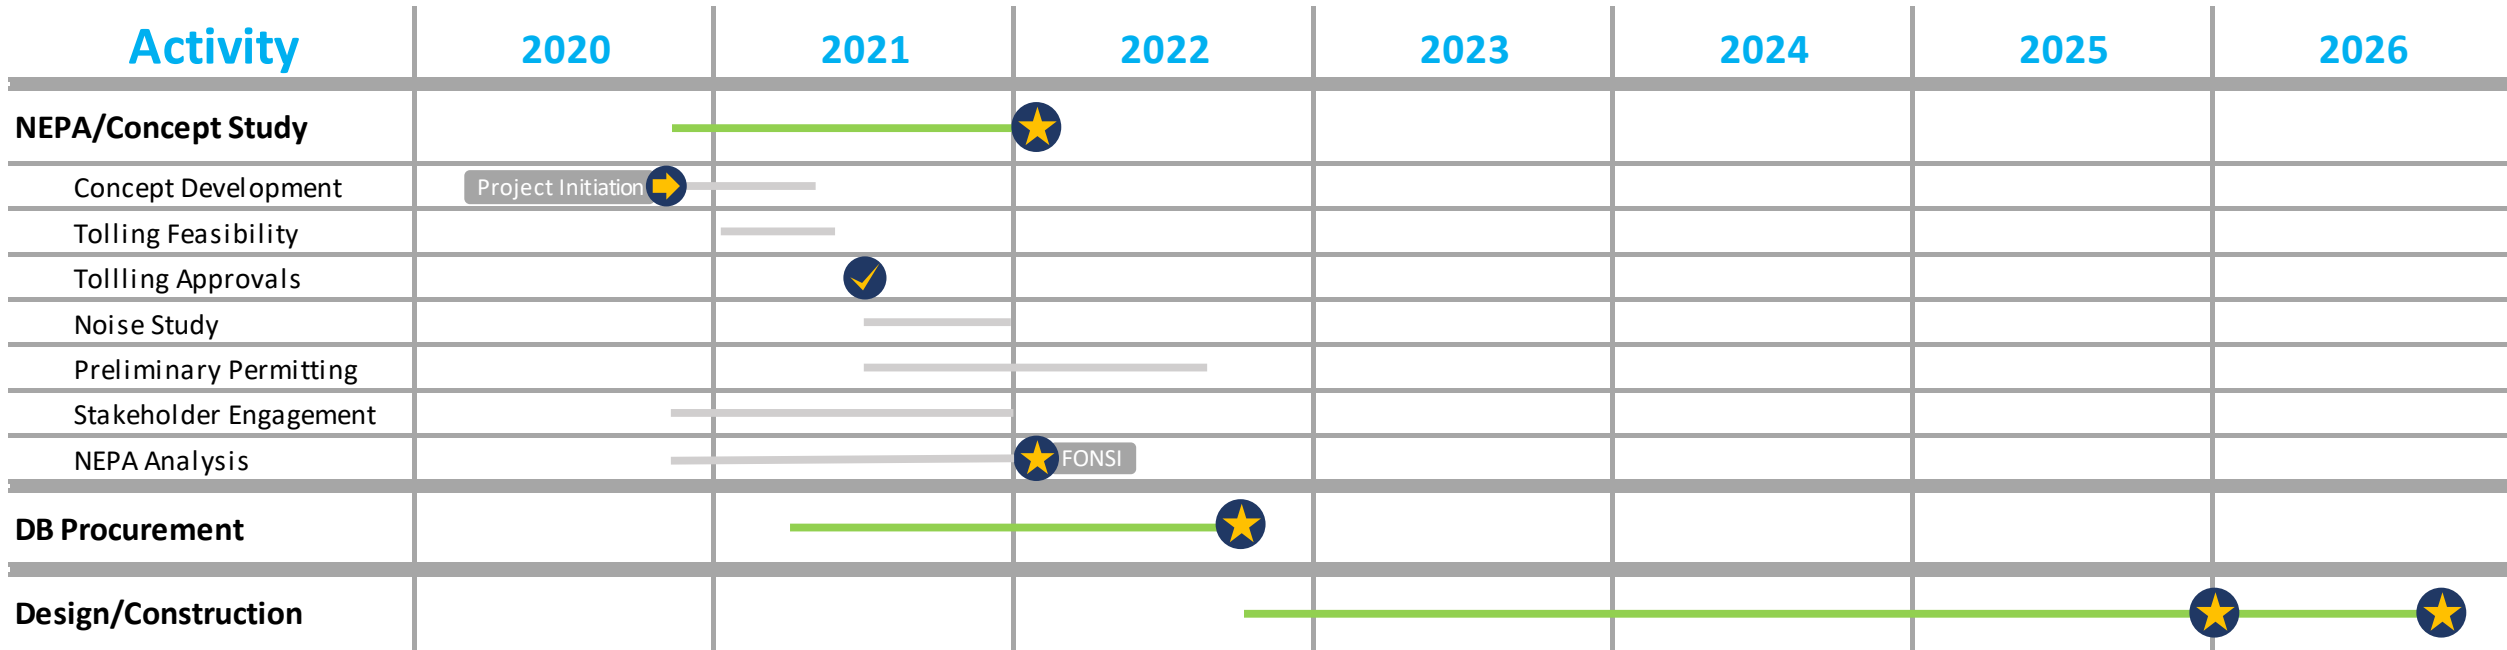 Activity 2020 2021 2022 2023 2024 2025 2026
NEPA/Concept Study
Concept Development Project Initiation
Tolling Feasibility
Tollling Approvals
Noise Study
Preliminary Permitting
Stakeholder Engagement
NEPA Analysis FONSI
DB Procurement
Design/Construction